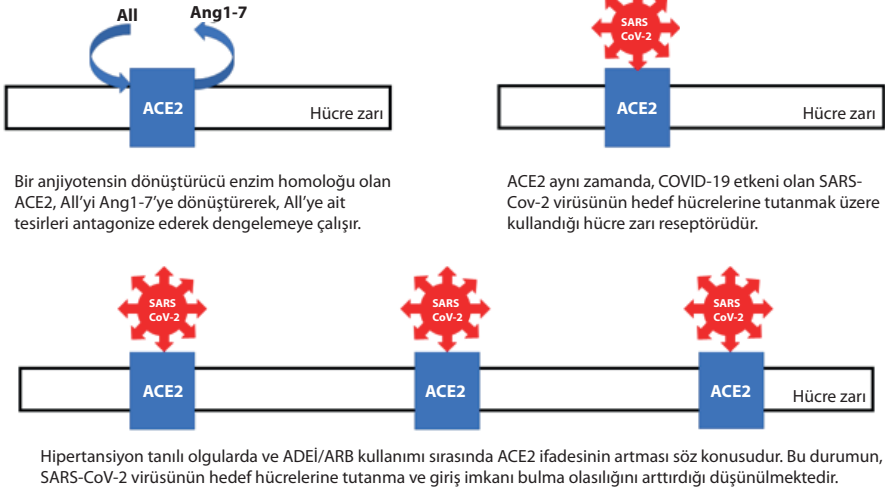 AII
Ang1-7
ACE2
Hücre zarı
Bir anjiyotensin dönüştürücü enzim homoloğu olan
ACE2, AII’yi Ang1-7’ye dönüştürerek, AII’ye ait
tesirleri antagonize ederek dengelemeye çalışır.
SARS
CoV-2
ACE2
Hücre zarı
ACE2 aynı zamanda, COVID-19 etkeni olan SARS-
Cov-2 virüsünün hedef hücrelerine tutanmak üzere
kullandığı hücre zarı reseptörüdür.
SARS
CoV-2
SARS
CoV-2
SARS
CoV-2
ACE2
ACE2
ACE2
Hücre zarı
Hipertansiyon tanılı olgularda ve ADEİ/ARB kullanımı sırasında ACE2 ifadesinin artması söz konusudur. Bu durumun,
SARS-CoV-2 virüsünün hedef hücrelerine tutanma ve giriş imkanı bulma olasılığını arttırdığı düşünülmektedir.